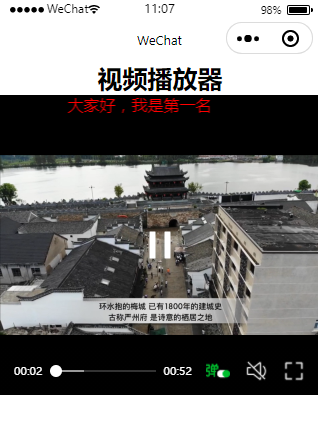 WeChat
11:07
98%
WeChat
视频播放器
大家好，我是第一名
环水抱的梅城 已有1800年的建城史
古称严州府 是诗意的栖居之地
00:02
00:52
弹